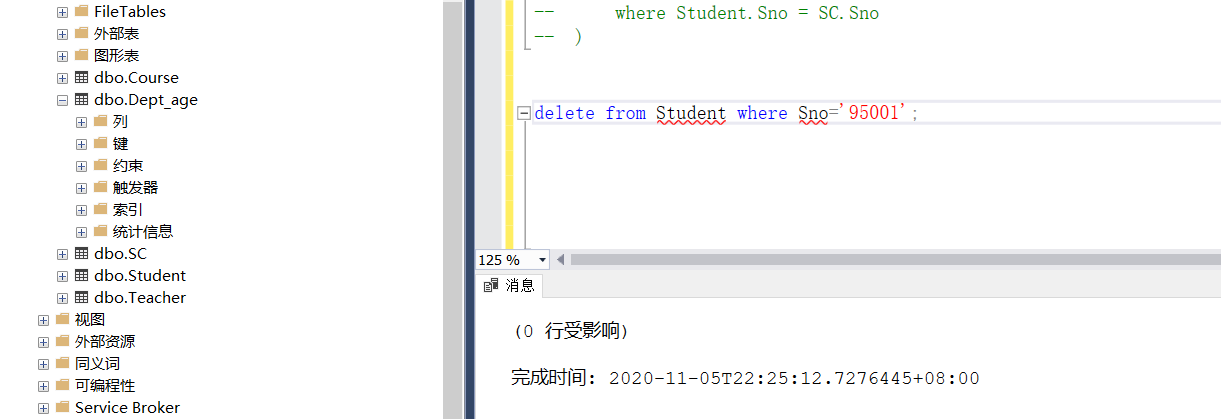 FileTables
外部表
图形表
dbo.Course
dbo.Dept_age
列
键
约束
触发器
索引
统计信息
dbo.SC
dbo.Student
dbo.Teacher
视图
外部资源
同义词
可编程性
Service Broker
-- where Student.Sno = SC.Sno
-- )
delete from Student where Sno='95001';
125 %
消息
(0 行受影响)
完成时间: 2020-11-05T22:25:12.7276445+08:00